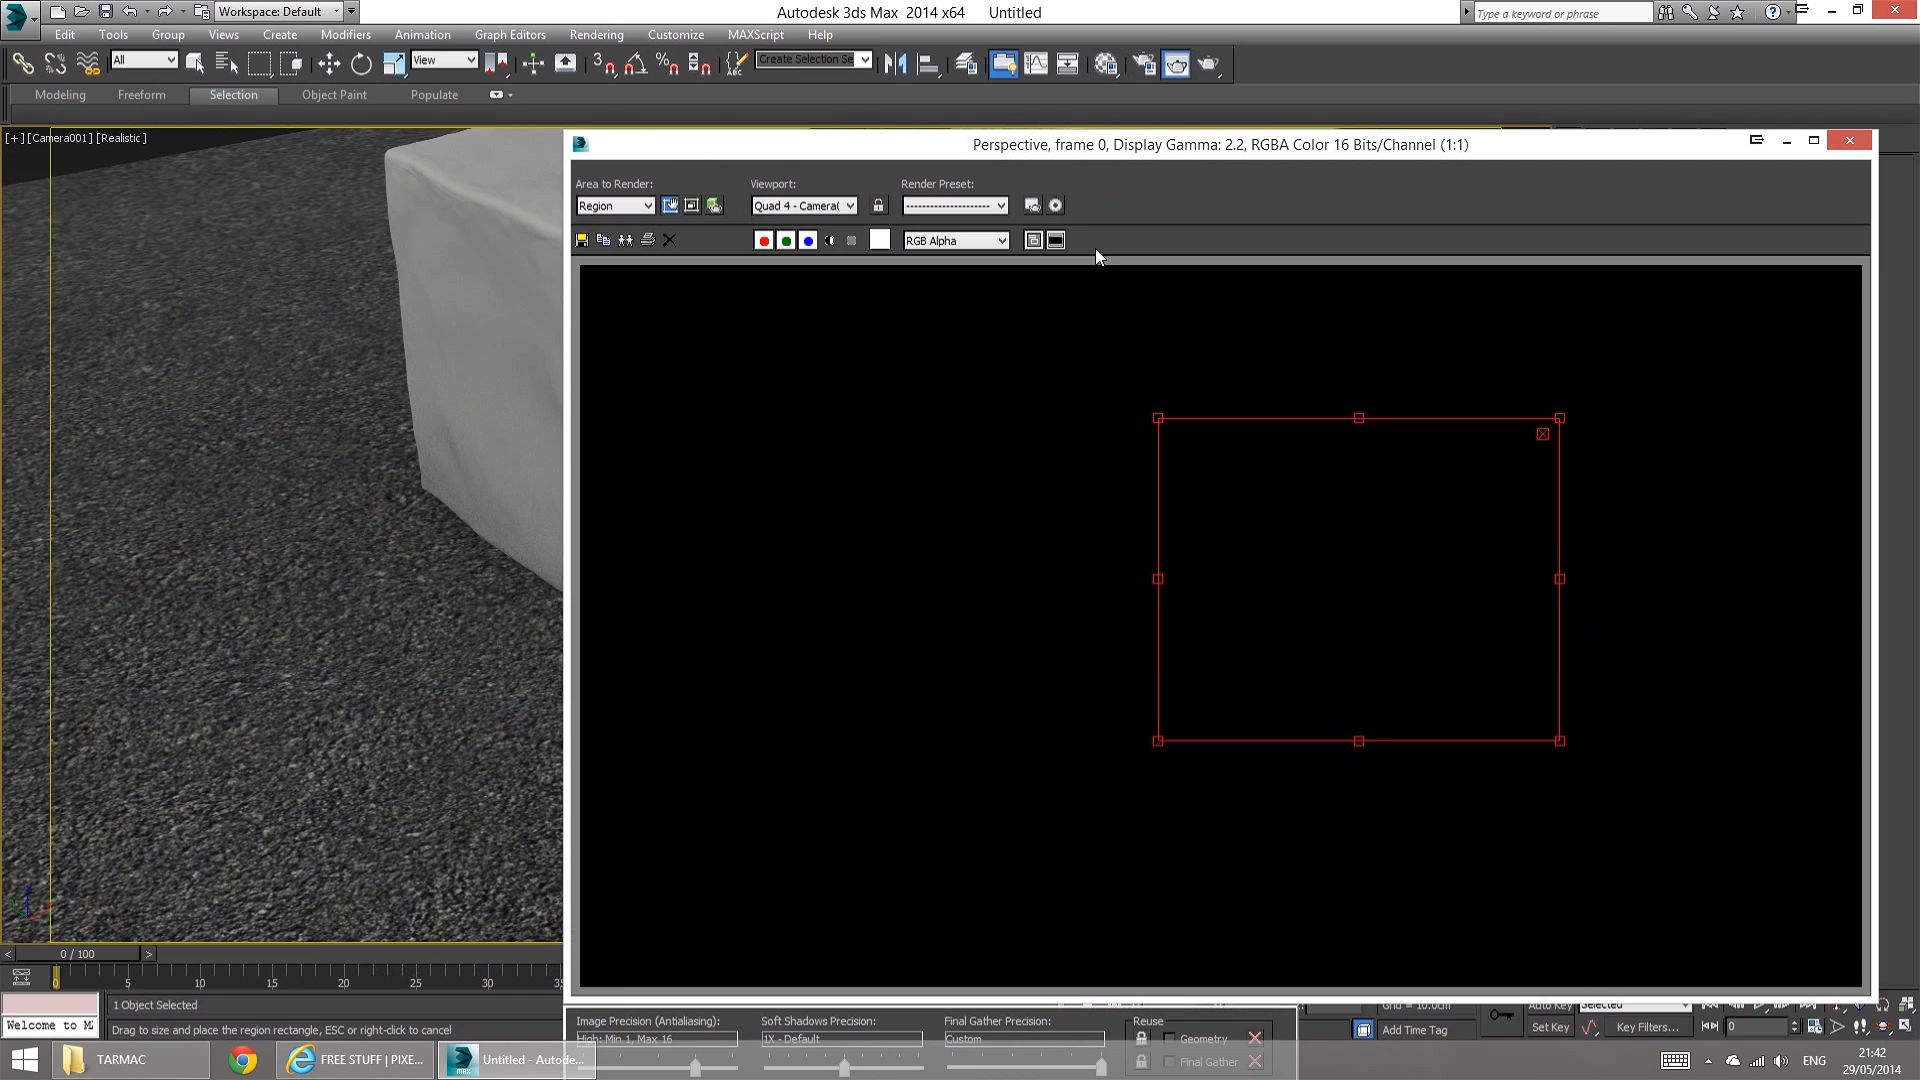 Workspace: Default
Autodesk 3ds Max 2014 x64 Untitled
Type a keyword or phrase
Edit Tools Group Views Create Modifiers Animation Graph Editors Rendering Customize MAXScript Help
All
View
Create Selection Se
Modeling Freeform Selection Object Paint Populate
[+] [Camera001] [Realistic]
Perspective, frame 0, Display Gamma: 2.2, RGBA Color 16 Bits/Channel (1:1)
Area to Render:
Viewport:
Render Preset:
Region
Quad 4 - Camera(
--------------------
RGB Alpha
0 / 100
0 5 10 15 20 25 30
1 Object Selected
Welcome to M
Drag to size and place the region rectangle, ESC or right-click to cancel
Grid = 10.0cm
Auto Key
Selected
Add Time Tag
Set Key
Key Filters...
0
Image Precision (Antialiasing):
Soft Shadows Precision:
Final Gather Precision:
Reuse
High: Min 1, Max 16
1X - Default
Custom
Geometry
Final Gather
TARMAC
FREE STUFF | PIXE...
Untitled - Autode...
ENG
21:42
29/05/2014